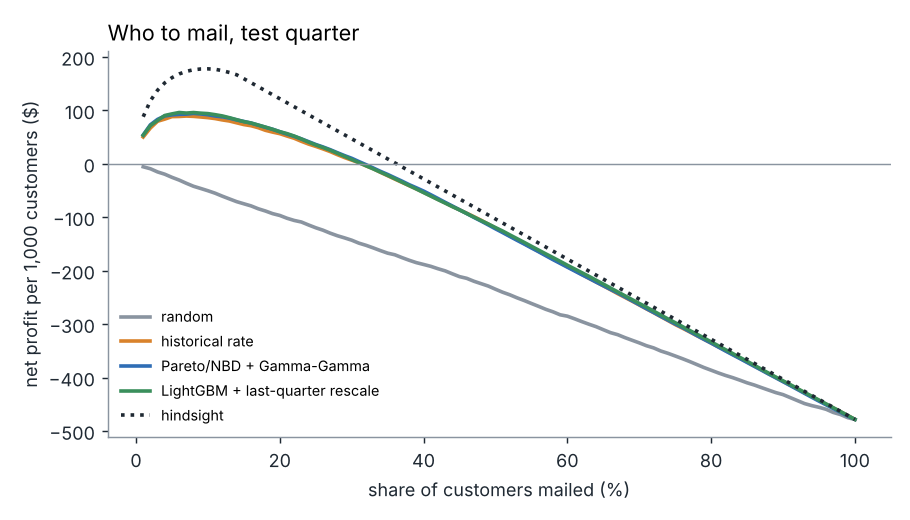 Who to mail, test quarter
net profit per 1,000 customers ($)
200
100
0
−100
−200
−300
−400
−500
random
historical rate
Pareto/NBD + Gamma-Gamma
LightGBM + last-quarter rescale
hindsight
0 20 40 60 80 100
share of customers mailed (%)